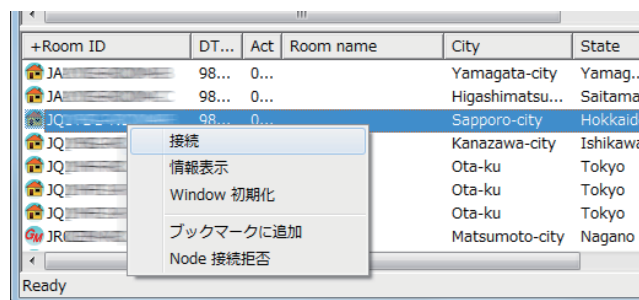 +Room ID DT... Act Room name City State
JA 98... 0... Yamagata-city Yamag...
JA 98... 0... Higashimatsu... Saitama
JQ 98... 0... Sapporo-city Hokkaid
JQ Kanazawa-city Ishikawa
JQ Ota-ku Tokyo
JQ Ota-ku Tokyo
JQ Ota-ku Tokyo
GM JR Matsumoto-city Nagano
接続
情報表示
Window 初期化
ブックマークに追加
Node 接続拒否
Ready